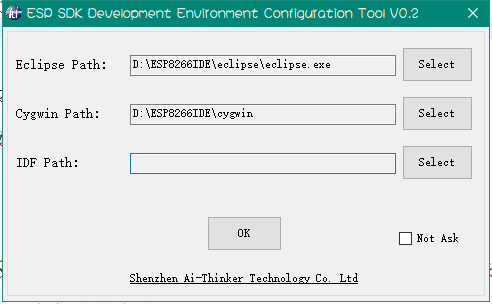 ESP SDK Development Environment Configuration Tool V0.2
Eclipse Path: D:\ESP8266IDE\eclipse\eclipse.exe Select
Cygwin Path: D:\ESP8266IDE\cygwin Select
IDF Path: Select
OK
Not Ask
Shenzhen Ai-Thinker Technology Co. Ltd